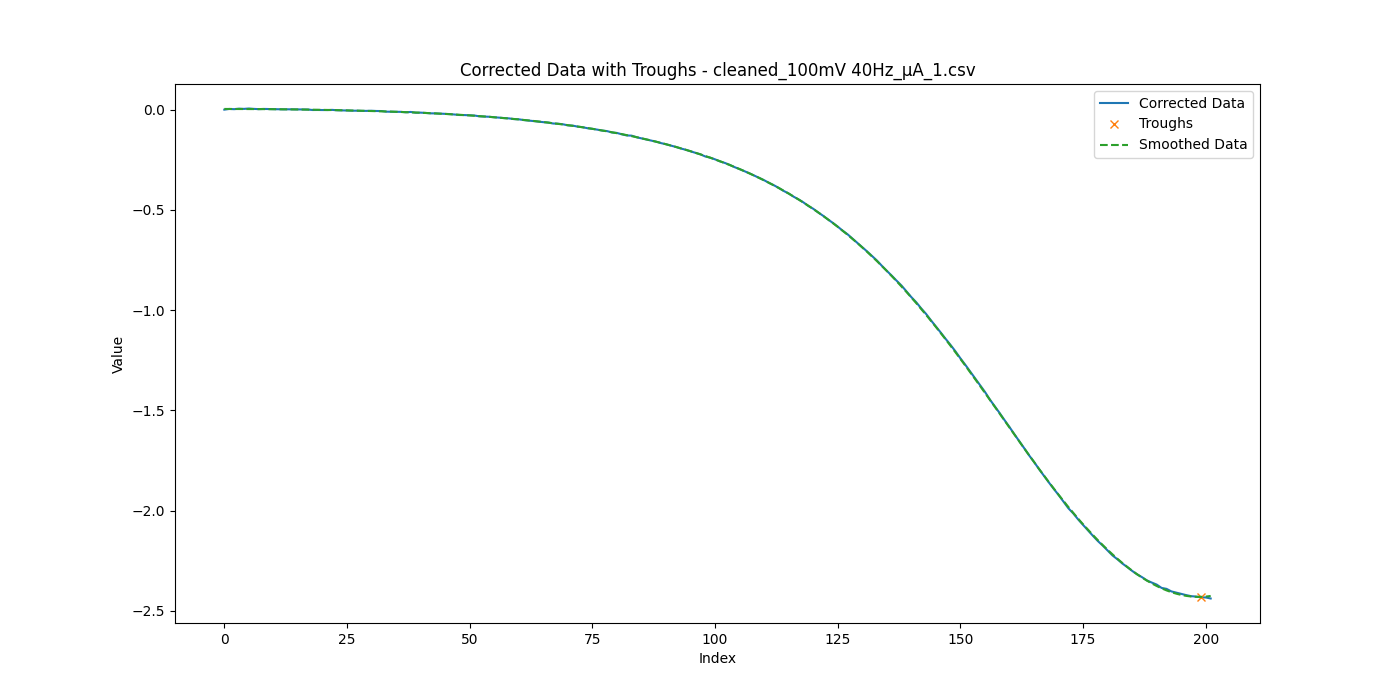 Corrected Data with Troughs - cleaned_100mV 40Hz_µA_1.csv
Corrected Data
Troughs
Smoothed Data
Value
0.0
−0.5
−1.0
−1.5
−2.0
−2.5
0 25 50 75 100 125 150 175 200
Index